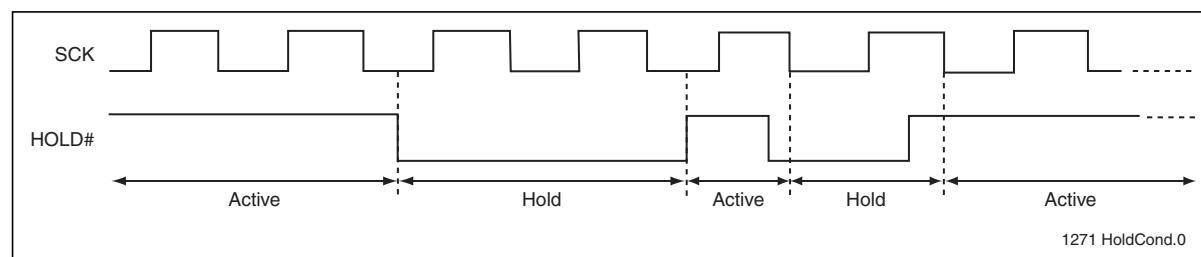 SCK
HOLD#
Active Hold Active Hold Active
1271 HoldCond.0